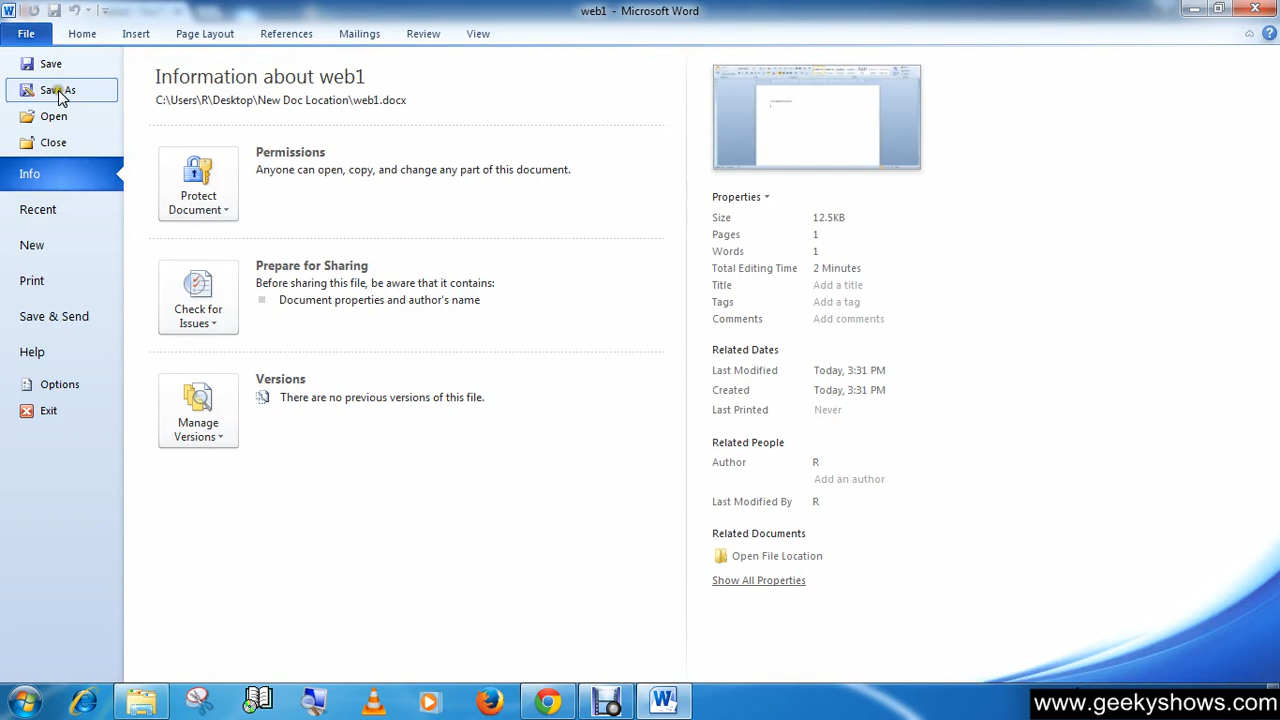 web1 - Microsoft Word
File Home Insert Page Layout References Mailings Review View
Save
Save As
Open
Close
Info
Recent
New
Print
Save & Send
Help
Options
Exit
Information about web1
C:\Users\R\Desktop\New Doc Location\web1.docx
Protect
Document
Permissions
Anyone can open, copy, and change any part of this document.
Check for
Issues
Prepare for Sharing
Before sharing this file, be aware that it contains:
Document properties and author's name
Manage
Versions
Versions
There are no previous versions of this file.
Properties
Size 12.5KB
Pages 1
Words 1
Total Editing Time 2 Minutes
Title Add a title
Tags Add a tag
Comments Add comments
Related Dates
Last Modified Today, 3:31 PM
Created Today, 3:31 PM
Last Printed Never
Related People
Author R
Add an author
Last Modified By R
Related Documents
Open File Location
Show All Properties
www.geekyshows.com